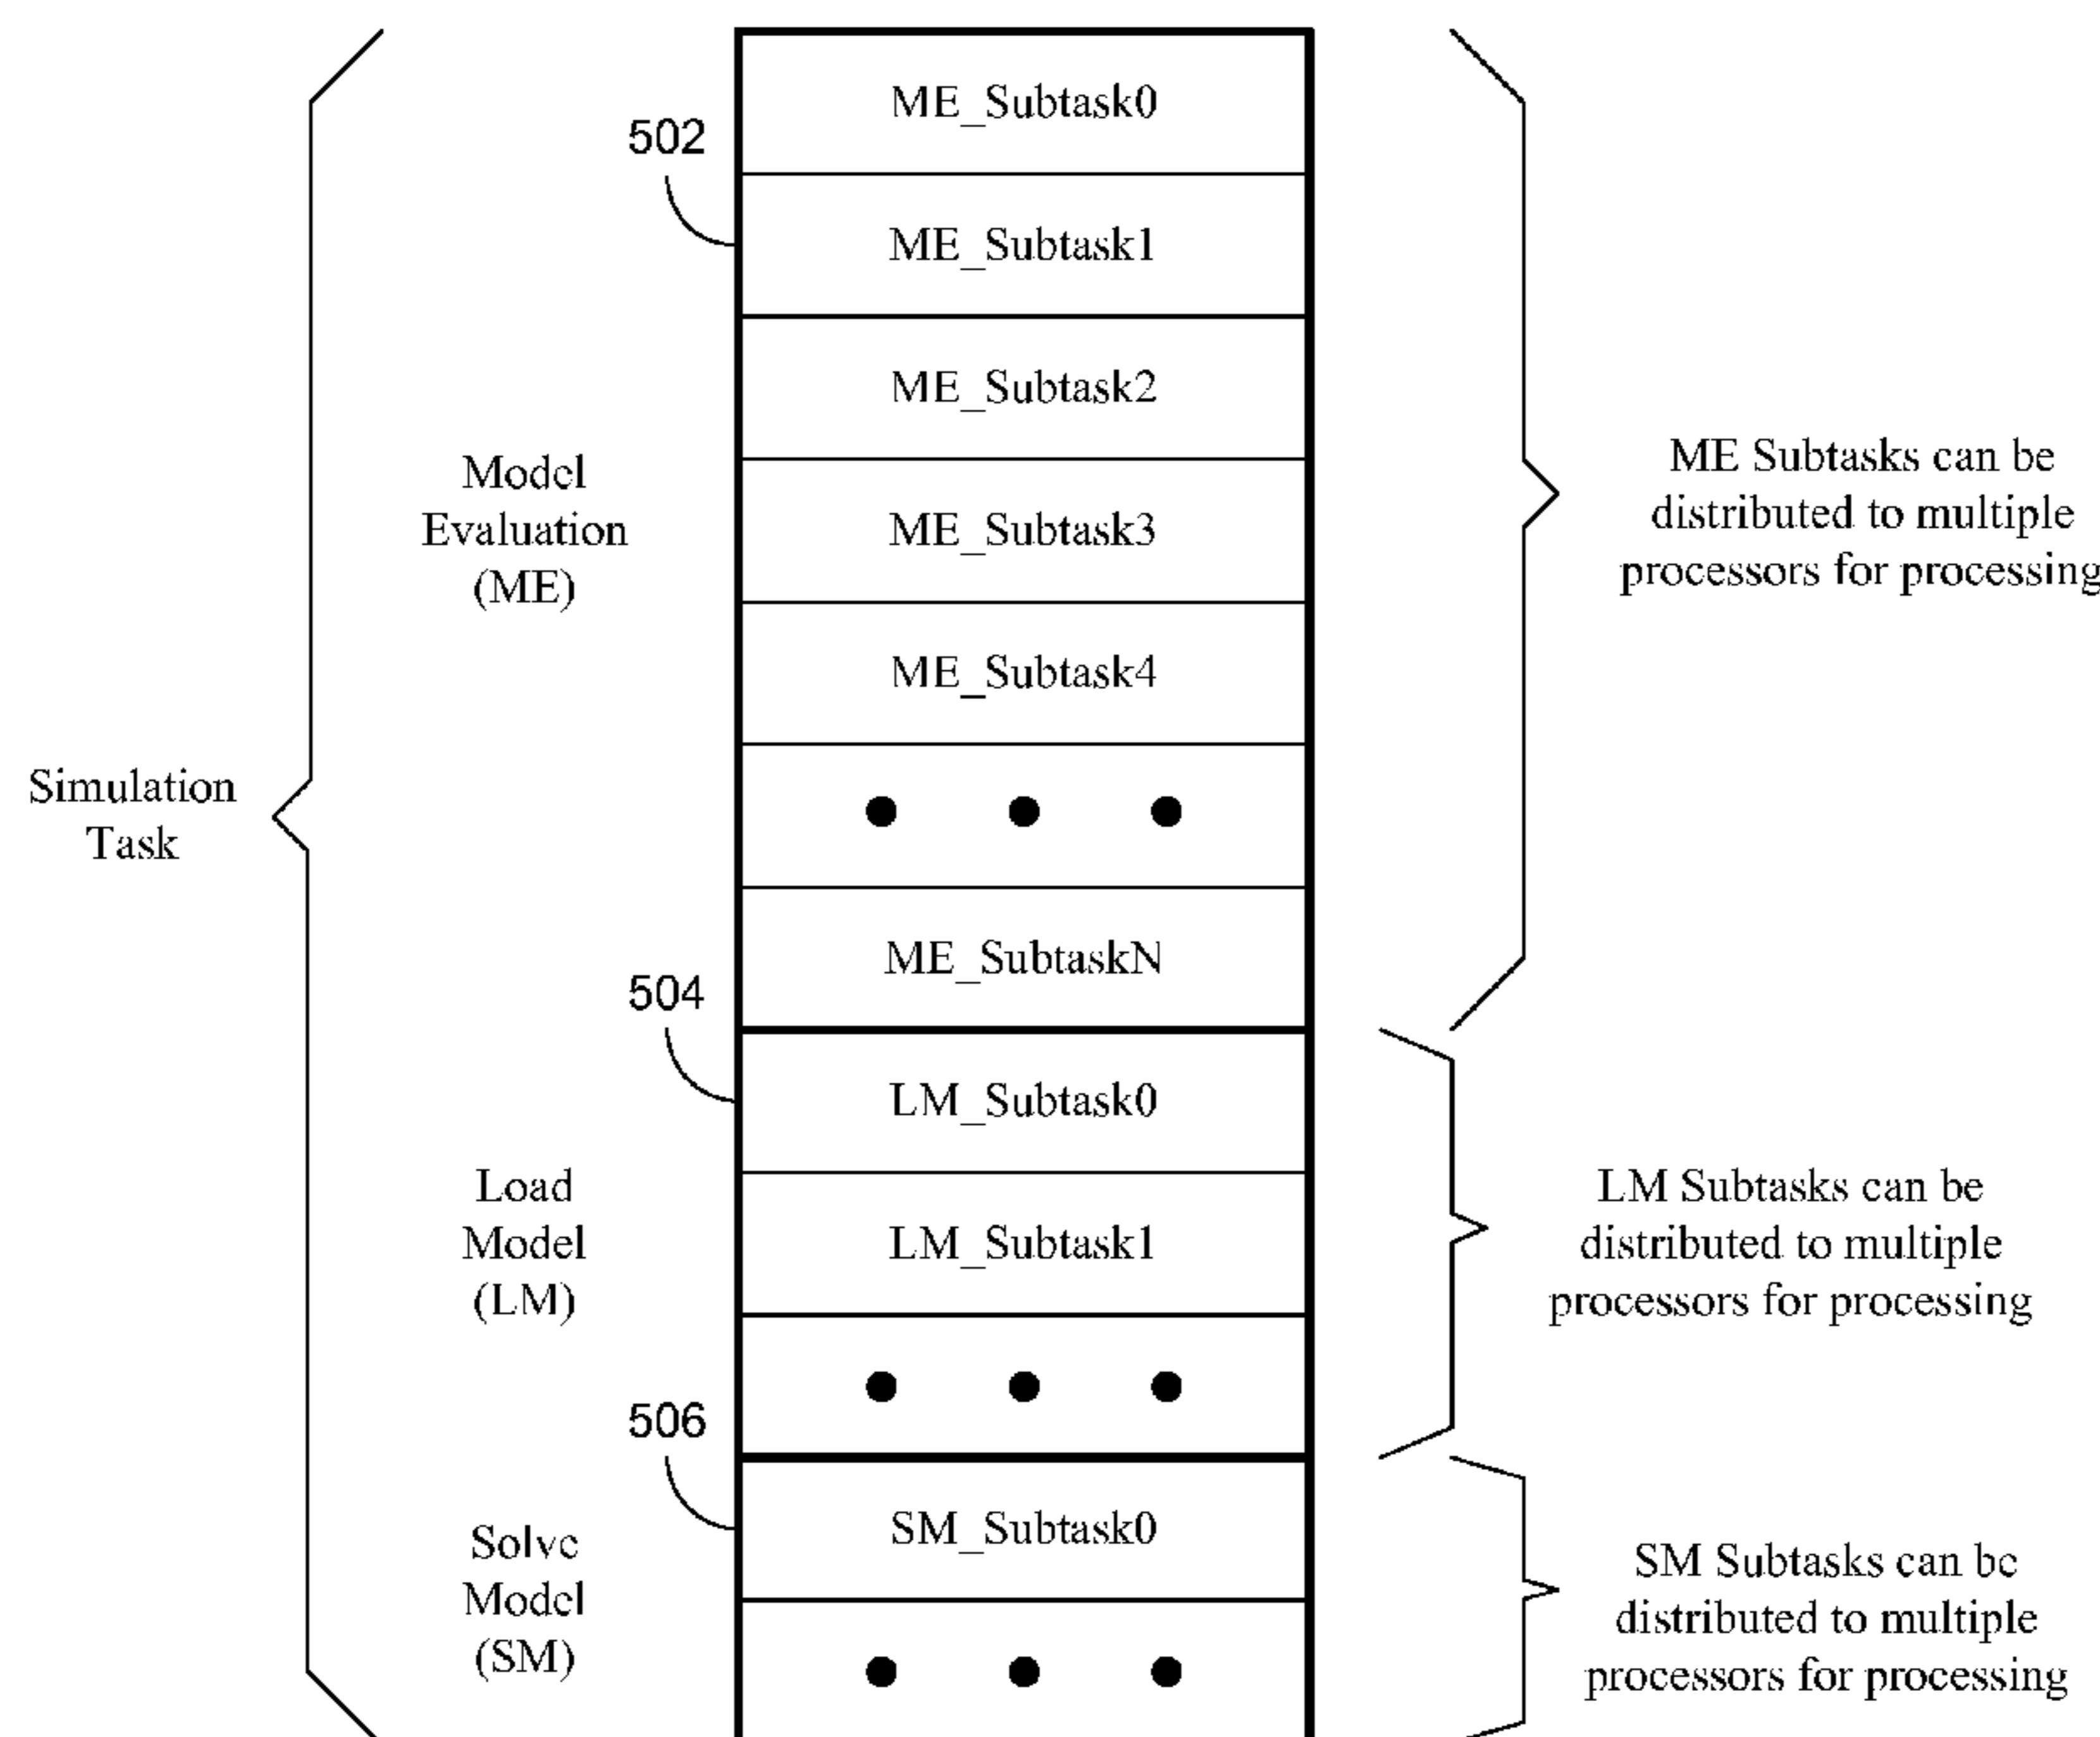 ME_Subtask0
502
ME_Subtask1
ME_Subtask2
Model
Evaluation
(ME)
ME_Subtask3
ME Subtasks can be
distributed to multiple
processors for processing
ME_Subtask4
Simulation
Task
ME_SubtaskN
504
LM_Subtask0
Load
Model
(LM)
LM_Subtask1
LM Subtasks can be
distributed to multiple
processors for processing
506
SM_Subtask0
Solve
Model
(SM)
SM Subtasks can be
distributed to multiple
processors for processing